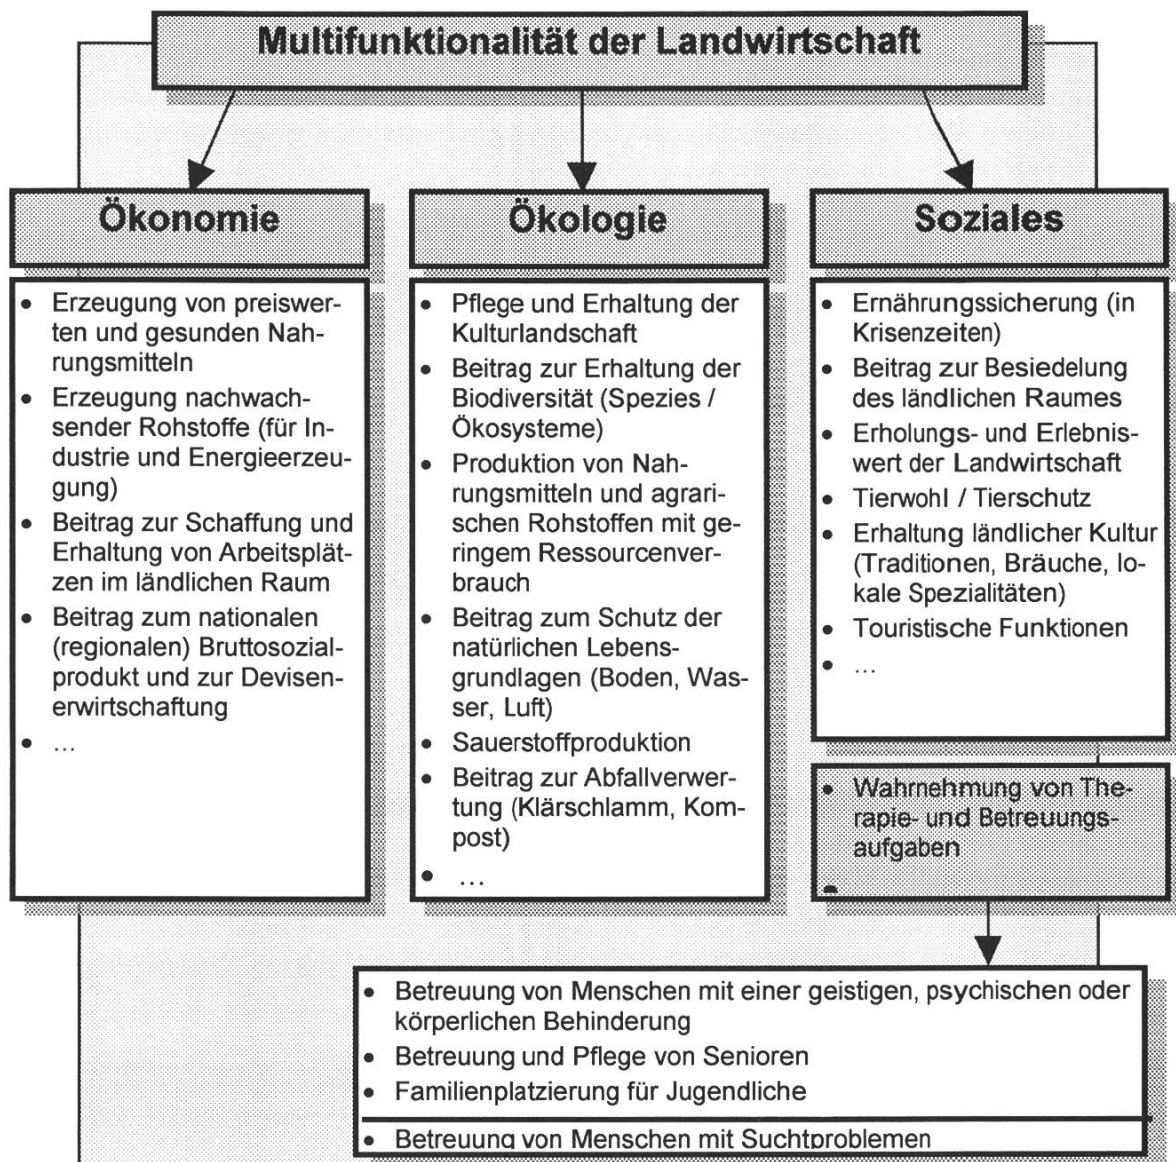 Multifunktionalität der Landwirtschaft
Ökonomie
• Erzeugung von preiswer-
ten und gesunden Nah-
rungsmitteln
• Erzeugung nachwach-
sender Rohstoffe (für In-
dustrie und Energieerzeu-
gung)
• Beitrag zur Schaffung und
Erhaltung von Arbeitsplät-
zen im ländlichen Raum
• Beitrag zum nationalen
(regionalen) Bruttosozial-
produkt und zur Devisen-
erwirtschaftung
• ...
Ökologie
• Pflege und Erhaltung der
Kulturlandschaft
• Beitrag zur Erhaltung der
Biodiversität (Spezies /
Ökosysteme)
• Produktion von Nah-
rungsmitteln und agrari-
schen Rohstoffen mit ge-
ringem Ressourcenver-
brauch
• Beitrag zum Schutz der
natürlichen Lebens-
grundlagen (Boden, Was-
ser, Luft)
• Sauerstoffproduktion
• Beitrag zur Abfallverwer-
tung (Klärschlamm, Kom-
post)
• ...
Soziales
• Ernährungssicherung (in
Krisenzeiten)
• Beitrag zur Besiedelung
des ländlichen Raumes
• Erholungs- und Erlebnis-
wert der Landwirtschaft
• Tierwohl / Tierschutz
• Erhaltung ländlicher Kultur
(Traditionen, Bräuche, lo-
kale Spezialitäten)
• Touristische Funktionen
• ...
• Wahrnehmung von The-
rapie- und Betreuungs-
aufgaben
•
• Betreuung von Menschen mit einer geistigen, psychischen oder
körperlichen Behinderung
• Betreuung und Pflege von Senioren
• Familienplatzierung für Jugendliche
• Betreuung von Menschen mit Suchtproblemen